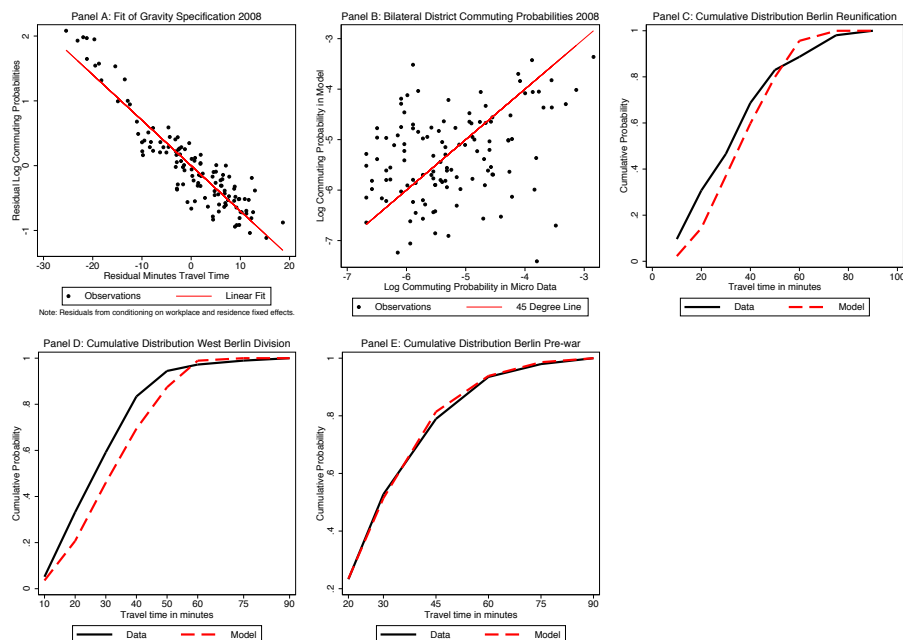 Panel A: Fit of Gravity Specification 2008
Residual Log Commuting Probabilities
2
1
0
-1
-30
-20
-10
0
10
20
Residual Minutes Travel Time
Observations
Linear Fit
Note: Residuals from conditioning on workplace and residence fixed effects.
Panel B: Bilateral District Commuting Probabilities 2008
Log Commuting Probability in Model
-3
-4
-5
-6
-7
-7
-6
-5
-4
-3
Log Commuting Probability in Micro Data
Observations
45 Degree Line
Panel C: Cumulative Distribution Berlin Reunification
Cumulative Probability
1
.8
.6
.4
.2
0
0
20
40
60
80
100
Travel time in minutes
Data
Model
Panel D: Cumulative Distribution West Berlin Division
Cumulative Probability
1
.8
.6
.4
.2
0
10
20
30
40
50
60
70
90
Travel time in minutes
Data
Model
Panel E: Cumulative Distribution Berlin Pre-war
Cumulative Probability
1
.8
.6
.4
.2
20
30
45
60
75
90
Travel time in minutes
Data
Model